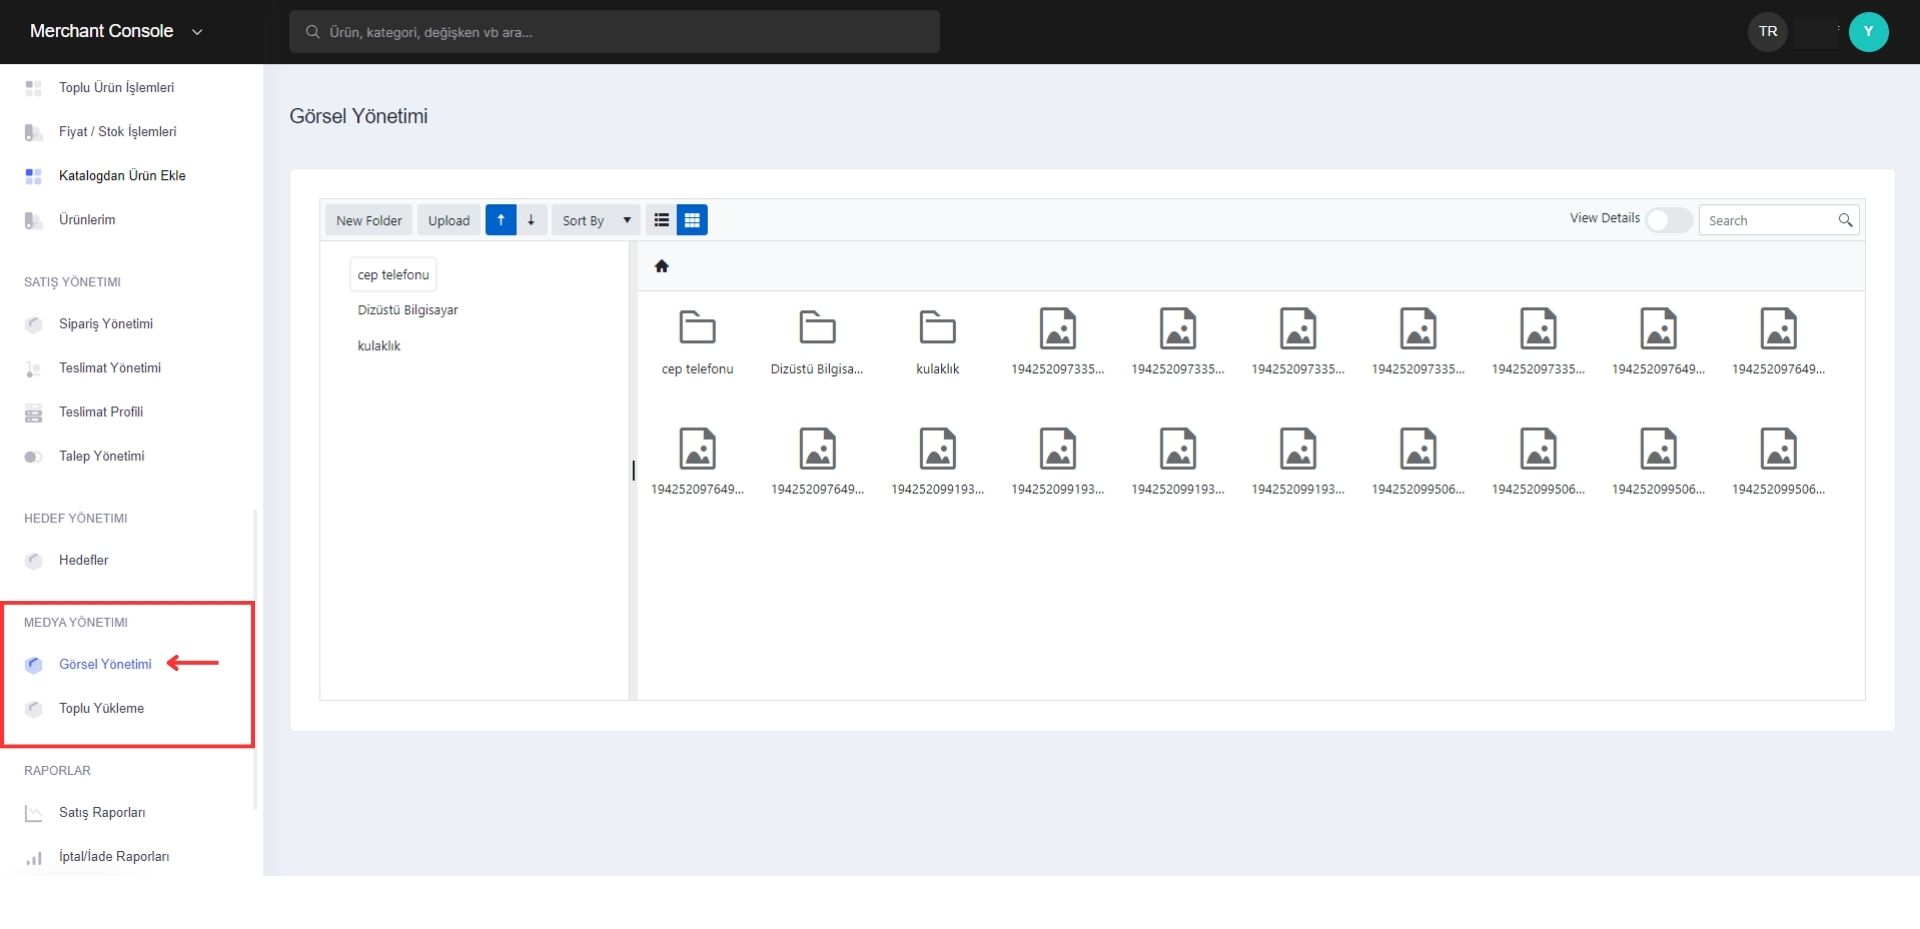 Merchant Console
Ürün, kategori, değişken vb ara...
TR
Y
Toplu Ürün İşlemleri
Fiyat / Stok İşlemleri
Katalogdan Ürün Ekle
Ürünlerim
SATIŞ YÖNETIMI
Sipariş Yönetimi
Teslimat Yönetimi
Teslimat Profili
Talep Yönetimi
HEDEF YÖNETIMI
Hedefler
MEDYA YÖNETIMI
Görsel Yönetimi
Toplu Yükleme
RAPORLAR
Satış Raporları
İptal/İade Raporları
Görsel Yönetimi
New Folder Upload Sort By View Details Search
cep telefonu
Dizüstü Bilgisayar
kulaklık
cep telefonu Dizüstü Bilgisa... kulaklık 194252097335... 194252097335... 194252097335... 194252097335... 194252097335... 194252097649... 194252097649...
194252097649... 194252097649... 194252099193... 194252099193... 194252099193... 194252099193... 194252099506... 194252099506... 194252099506... 194252099506...